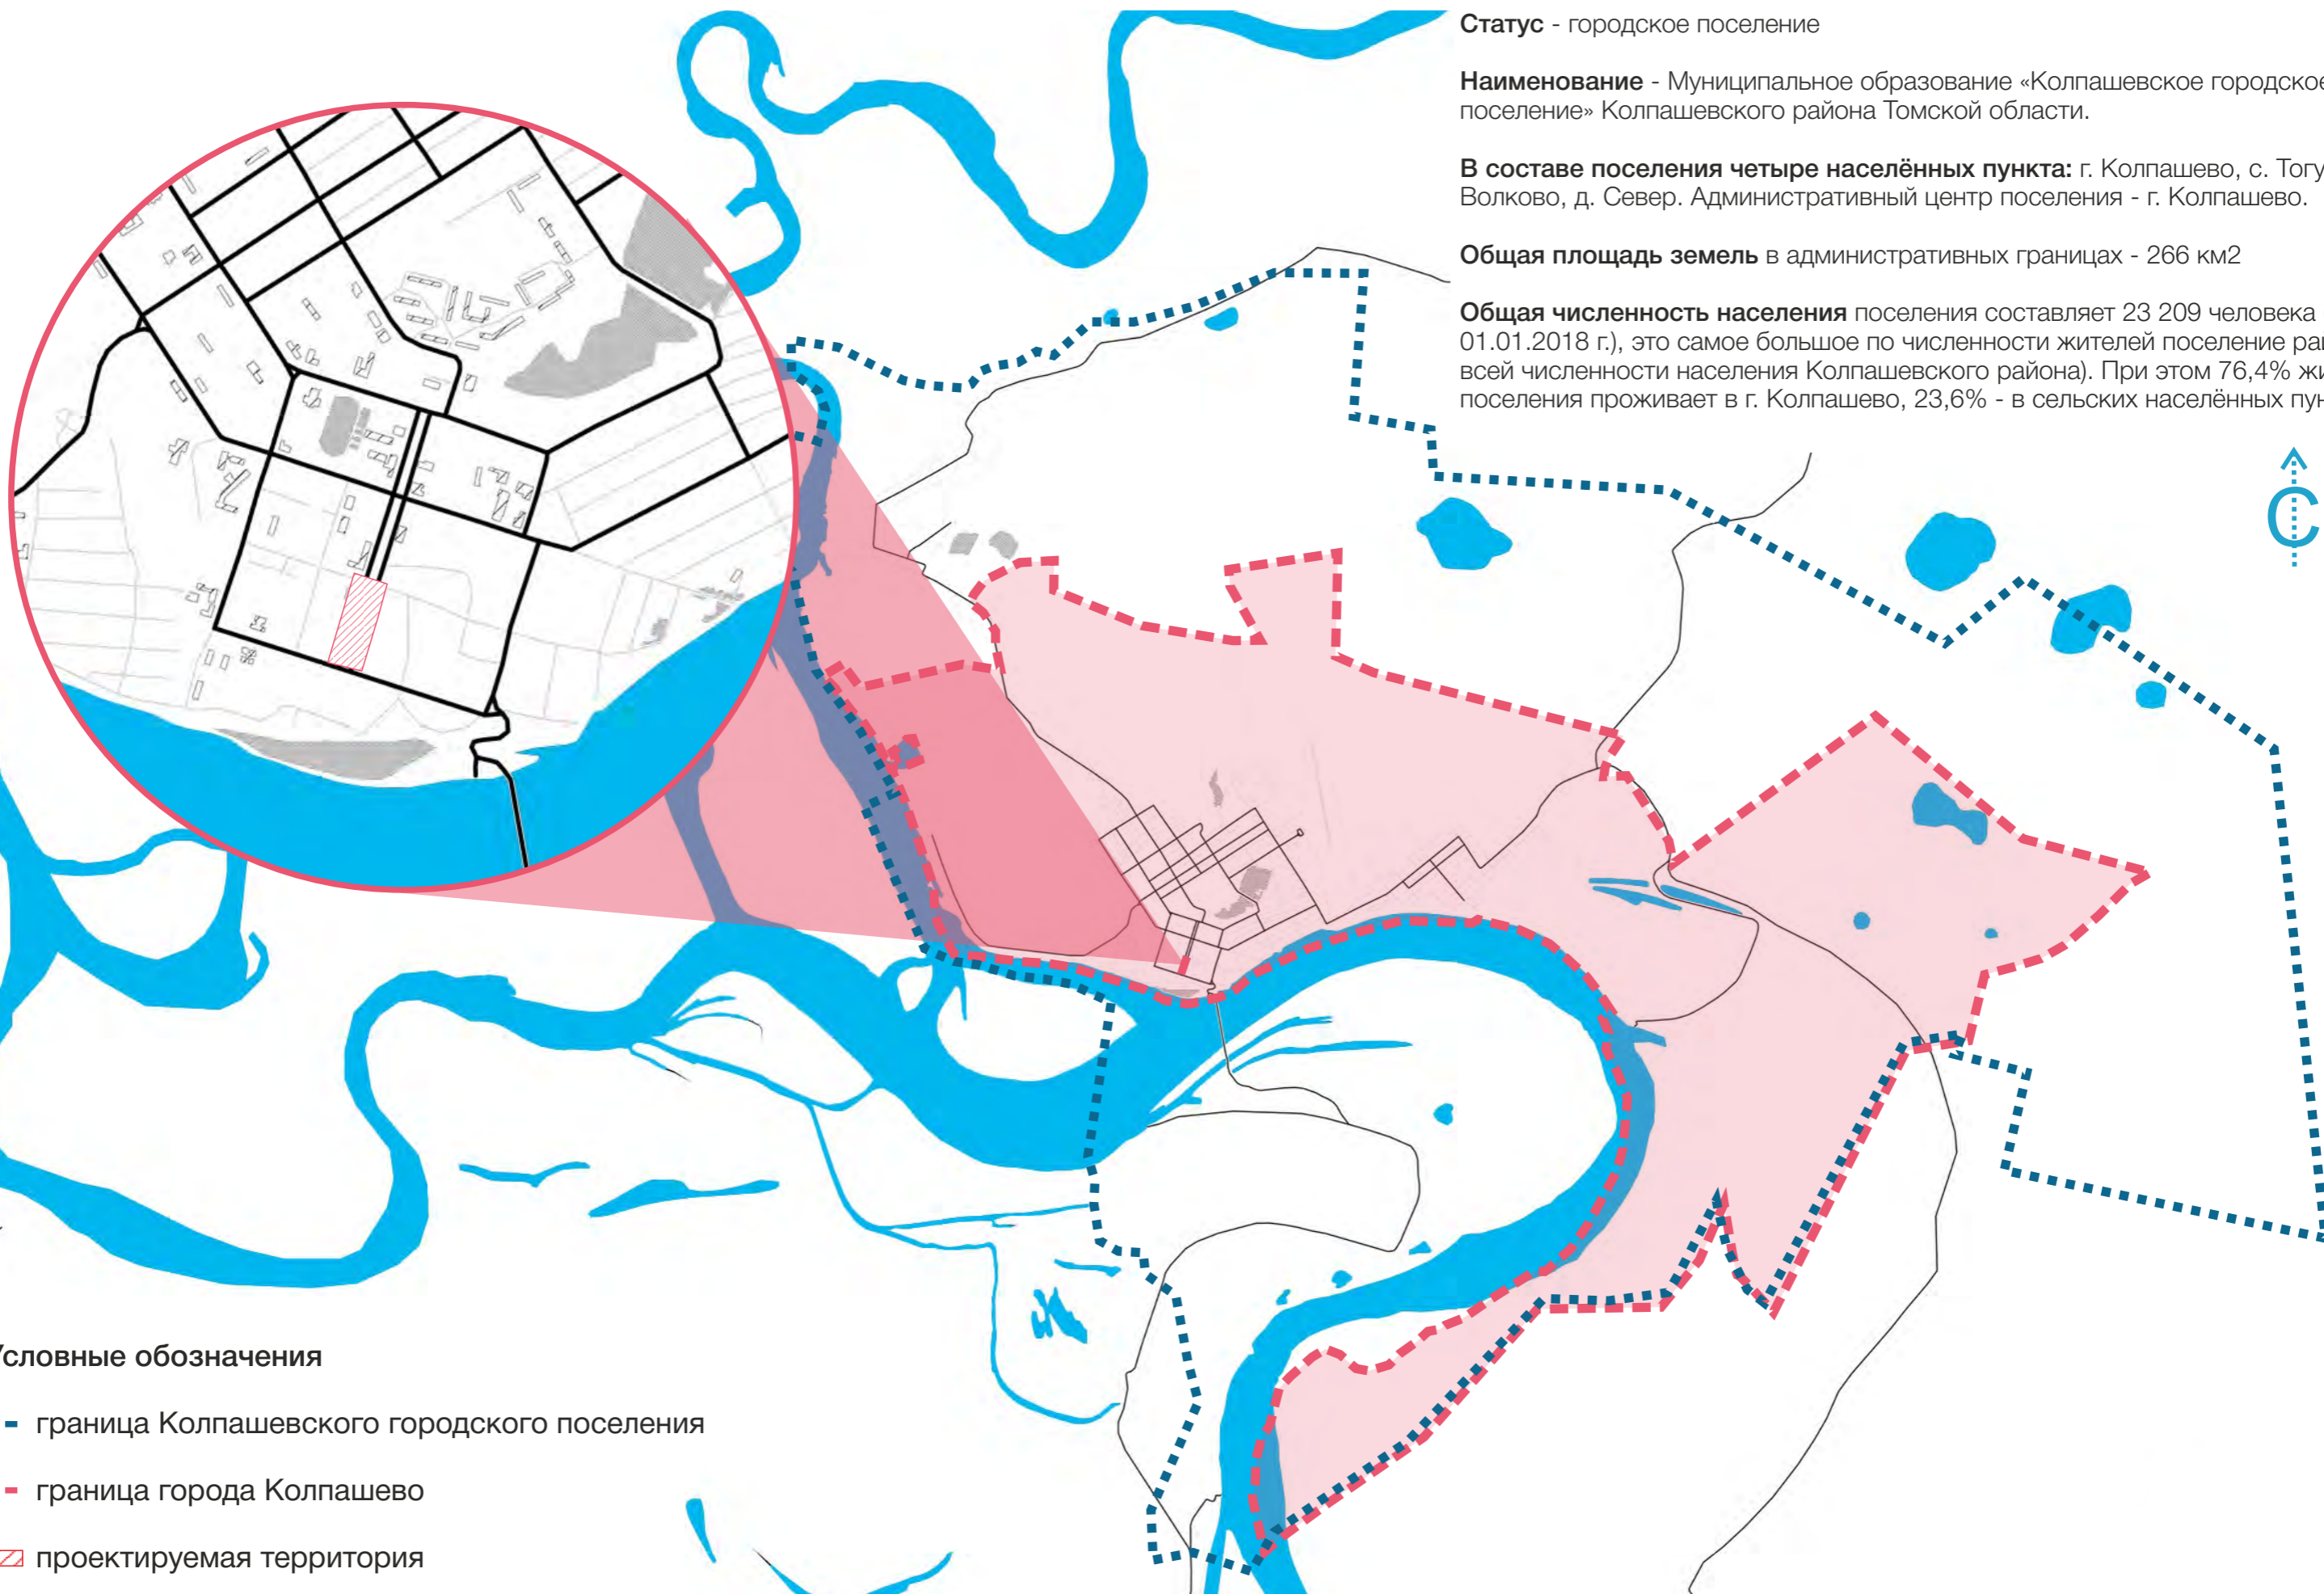 Статус - городское поселение
Наименование - Муниципальное образование «Колпашевское городское
поселение» Колпашевского района Томской области.
В составе поселения четыре населённых пункта: г. Колпашево, с.
Волково, д. Север. Административный центр поселения - г. Колпашево.
Общая площадь земель в административных границах - 266 км2
Общая численность населения поселения составляет 23 209 человека
01.01.2018 г.), это самое большое по численности жителей поселение
всей численности населения Колпашевского района). При этом 76,4%
поселения проживает в г. Колпашево, 23,6% - в сельских населённых
С
Условные обозначения
граница Колпашевского городского поселения
граница города Колпашево
проектируемая территория